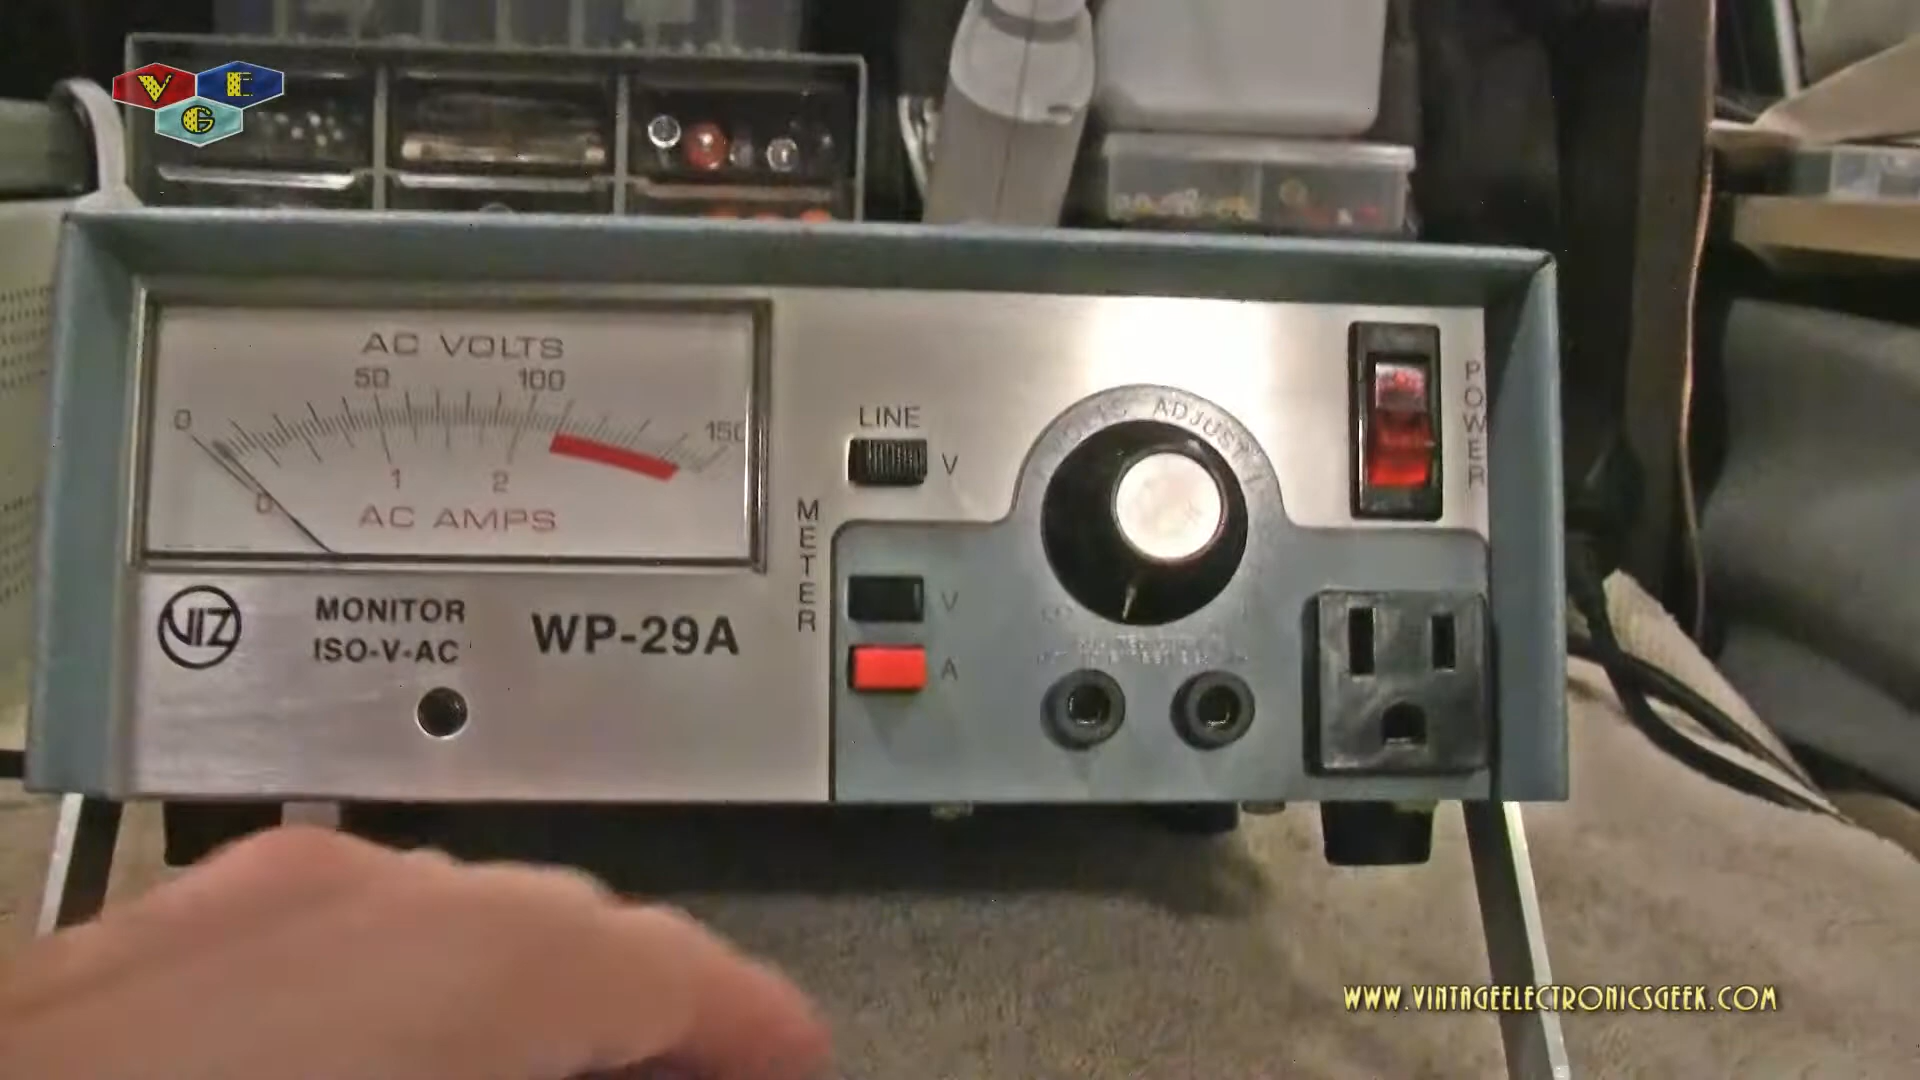 V E
G
AC VOLTS
50 100
0 150
1 2
0
AC AMPS
VIZ
MONITOR
ISO-V-AC
WP-29A
METER
LINE
V
V
A
VOLTS ADJUST
POWER
WWW.VINTAGEELECTRONICSGEEK.COM